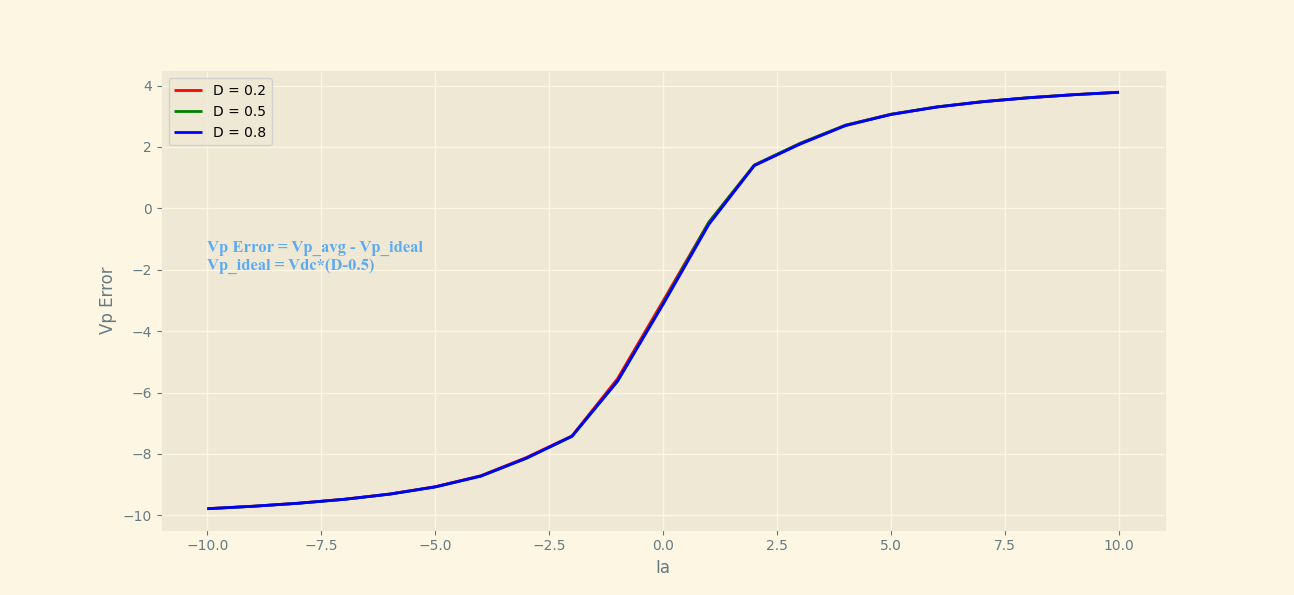 D = 0.2
D = 0.5
D = 0.8
4
2
0
−2
−4
−6
−8
−10
Vp Error
Vp Error = Vp_avg - Vp_ideal
Vp_ideal = Vdc*(D-0.5)
−10.0 −7.5 −5.0 −2.5 0.0 2.5 5.0 7.5 10.0
Ia